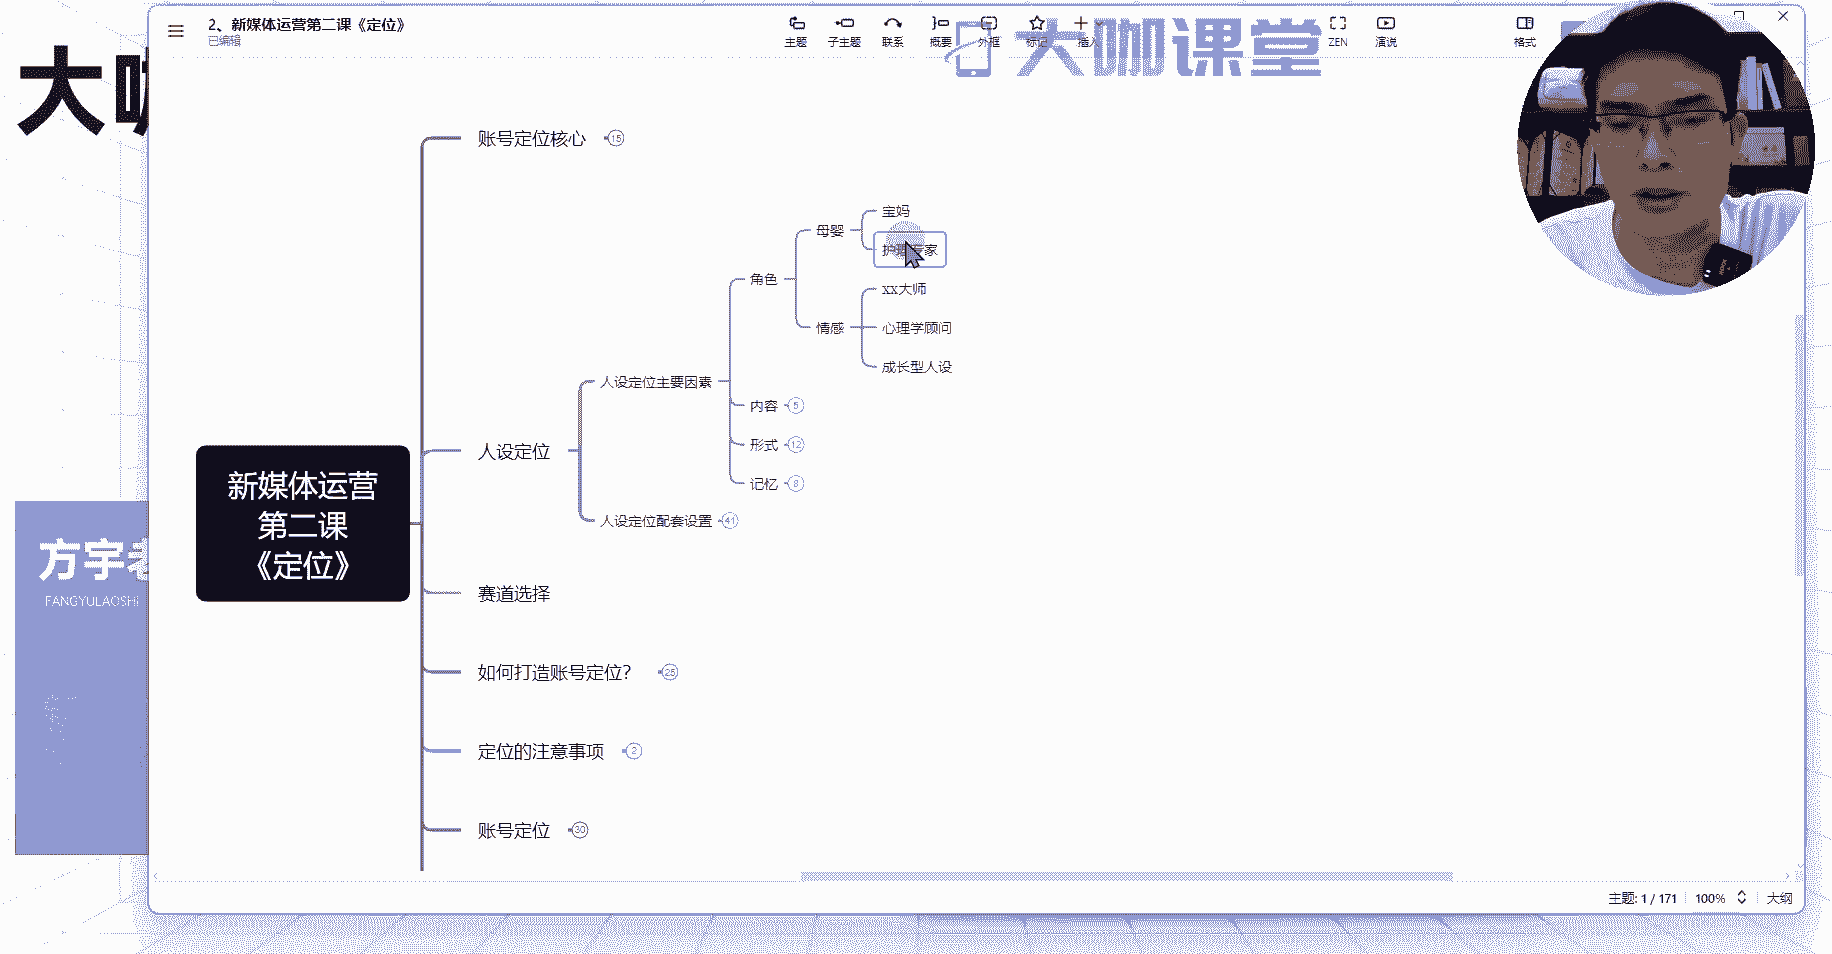 2、新媒体运营第二课《定位》
已编辑
主题
子主题
联系
概要
外框
标记
插入
ZEN
演说
格式
大咖课堂
大咖
账号定位核心 15
宝妈
母婴
护理专家
角色
xx大师
情感
心理学顾问
成长型人设
人设定位主要因素
内容 5
形式 12
人设定位
记忆 8
人设定位配套设置 41
新媒体运营
第二课
《定位》
方宇老
FANGYULAOSHI
赛道选择
如何打造账号定位？ 25
定位的注意事项 2
账号定位 30
主题: 1 / 171
100%
大纲